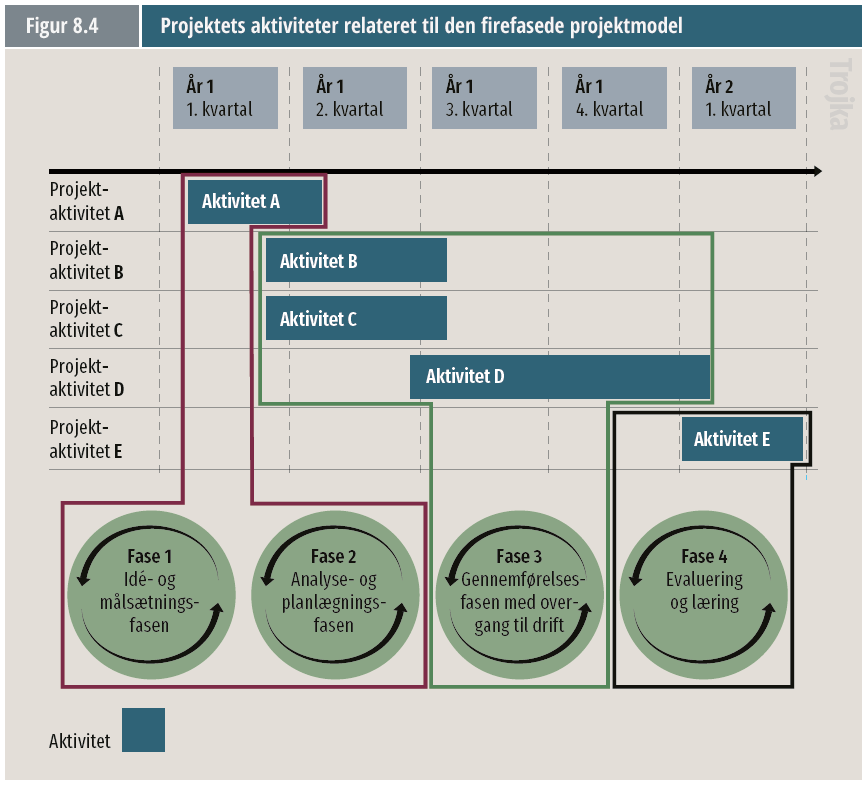 Figur 8.4
Projektets aktiviteter relateret til den firefasede projektmodel
Trojka
År 1
1. kvartal
År 1
2. kvartal
År 1
3. kvartal
År 1
4. kvartal
År 2
1. kvartal
Projekt-
aktivitet A
Aktivitet A
Projekt-
aktivitet B
Aktivitet B
Projekt-
aktivitet C
Aktivitet C
Projekt-
aktivitet D
Aktivitet D
Projekt-
aktivitet E
Aktivitet E
Fase 1
Idé- og
målsætnings-
fasen
Fase 2
Analyse- og
planlægnings-
fasen
Fase 3
Gennemførelses-
fasen med over-
gang til drift
Fase 4
Evaluering
og læring
Aktivitet